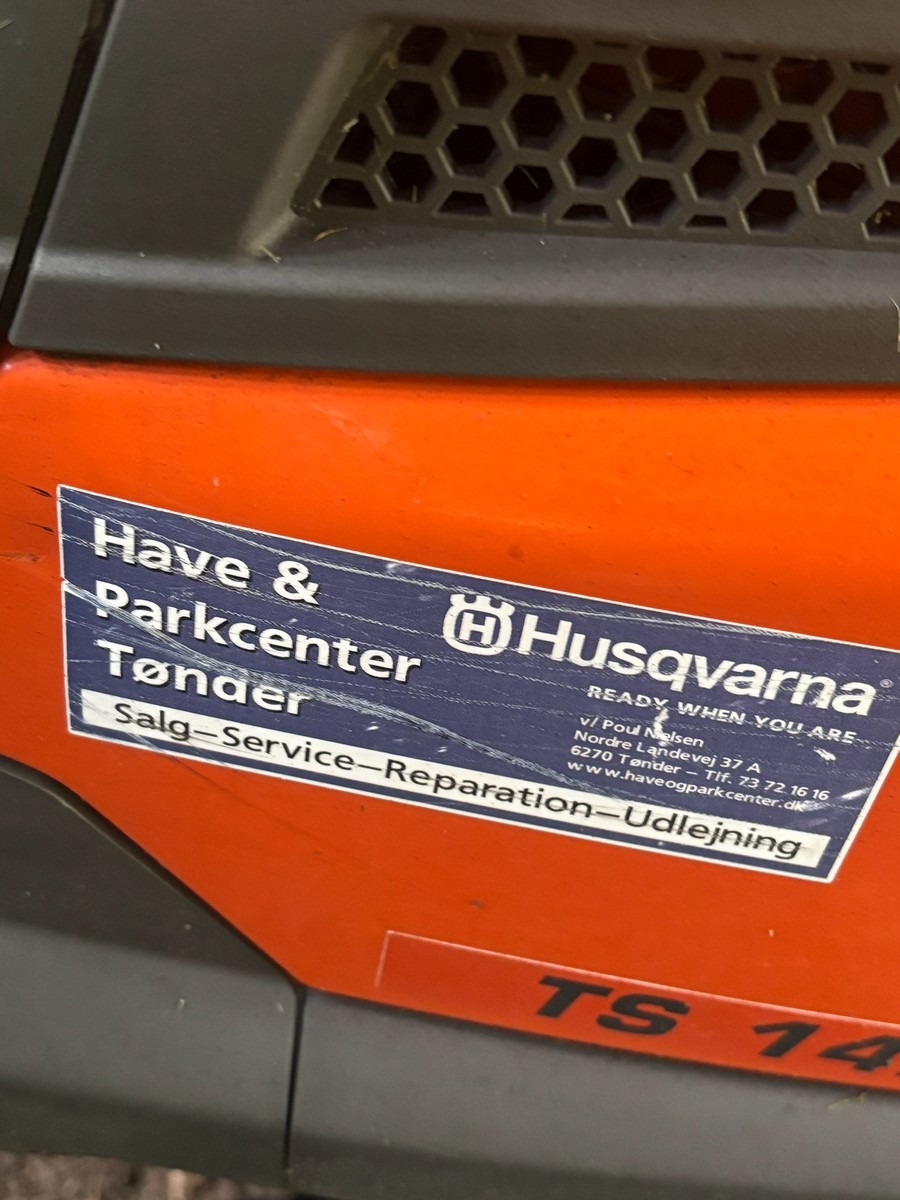 Have &
Parkcenter
Tønder
Husqvarna®
READY WHEN YOU ARE
v/ Poul Nielsen
Nordre Landevej 37 A
6270 Tønder – Tlf. 73 72 16 16
www.haveogparkcenter.dk
Salg–Service–Reparation–Udlejning
TS 14